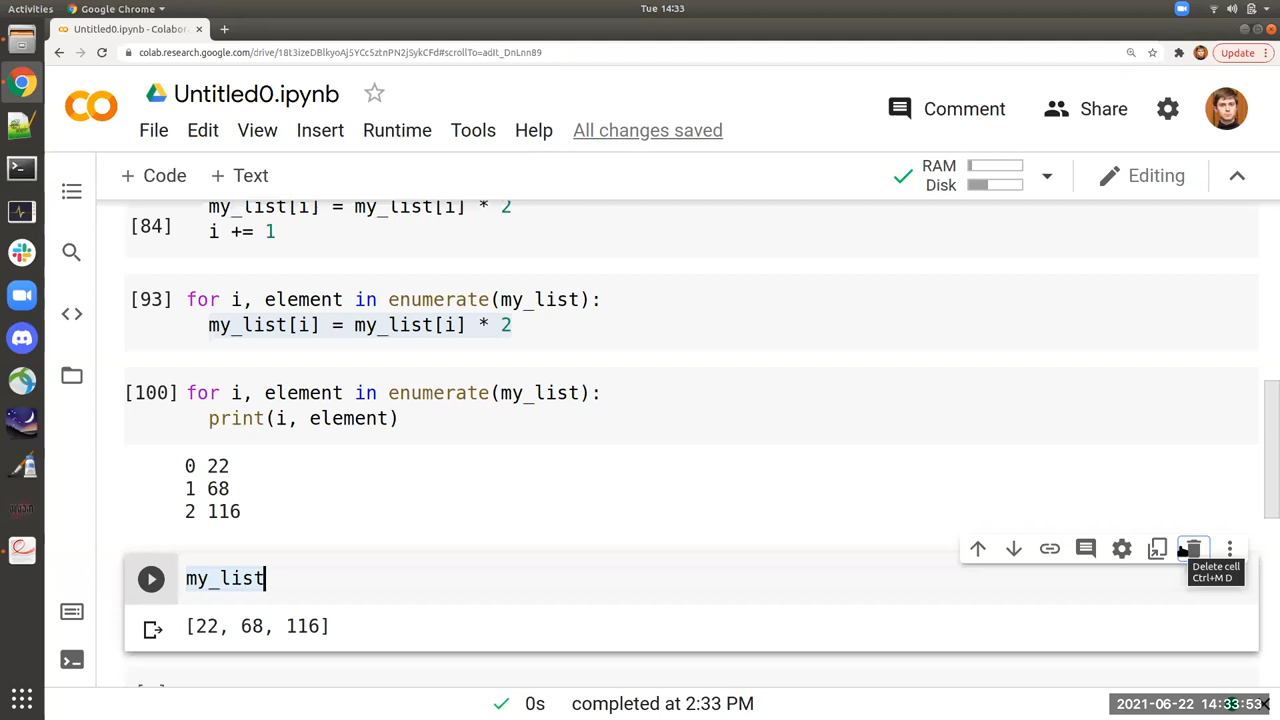 Activities
Google Chrome
Tue 14:33
Untitled0.ipynb - Colabor
colab.research.google.com/drive/18t3izeDBlkyoAj5YCc5ztnPN2jSykCFd#scrollTo=adIt_DnLnnB9
Update
Untitled0.ipynb
Comment
Share
File Edit View Insert Runtime Tools Help All changes saved
+ Code + Text
RAM
Disk
Editing
my_list[i] = my_list[i] * 2
[84]
i += 1
[93] for i, element in enumerate(my_list):
my_list[i] = my_list[i] * 2
[100] for i, element in enumerate(my_list):
print(i, element)
0 22
1 68
2 116
Delete cell
Ctrl+M D
my_list
[22, 68, 116]
0s completed at 2:33 PM
2021-06-22 14:33:53